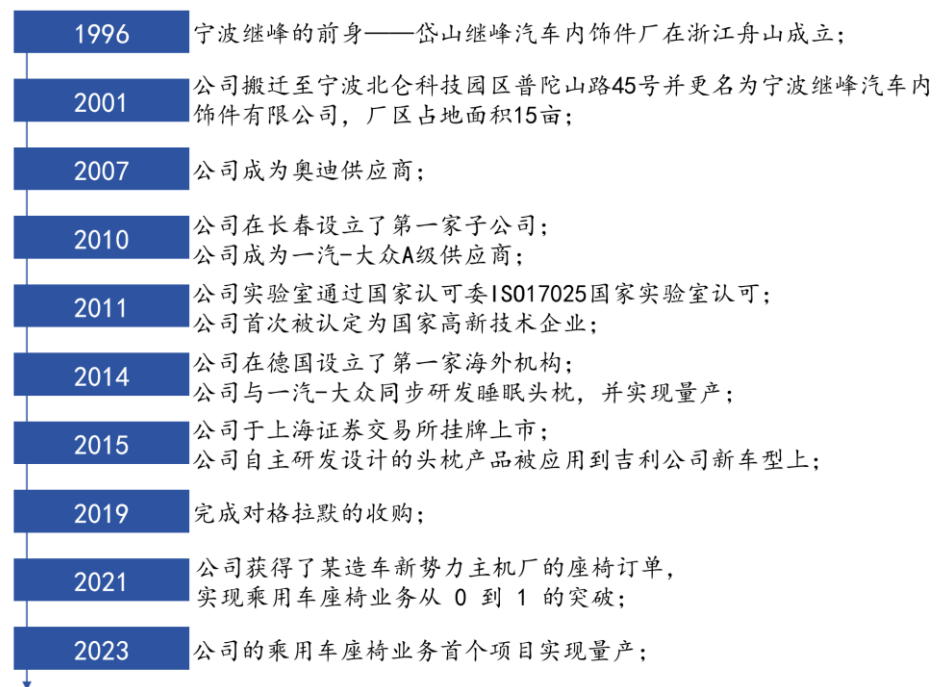 1996
宁波继峰的前身——岱山继峰汽车内饰件厂在浙江舟山成立;
2001
公司搬迁至宁波北仑科技园区普陀山路45号并更名为宁波继峰汽车内
饰件有限公司, 厂区占地面积15亩;
2007
公司成为奥迪供应商;
2010
公司在长春设立了第一家子公司;
公司成为一汽-大众A级供应商;
2011
公司实验室通过国家认可委ISO17025国家实验室认可;
公司首次被认定为国家高新技术企业;
2014
公司在德国设立了第一家海外机构;
公司与一汽-大众同步研发睡眠头枕, 并实现量产;
2015
公司于上海证券交易所挂牌上市;
公司自主研发设计的头枕产品被应用到吉利公司新车型上;
2019
完成对格拉默的收购;
2021
公司获得了某造车新势力主机厂的座椅订单,
实现乘用车座椅业务从 0 到 1 的突破;
2023
公司的乘用车座椅业务首个项目实现量产;